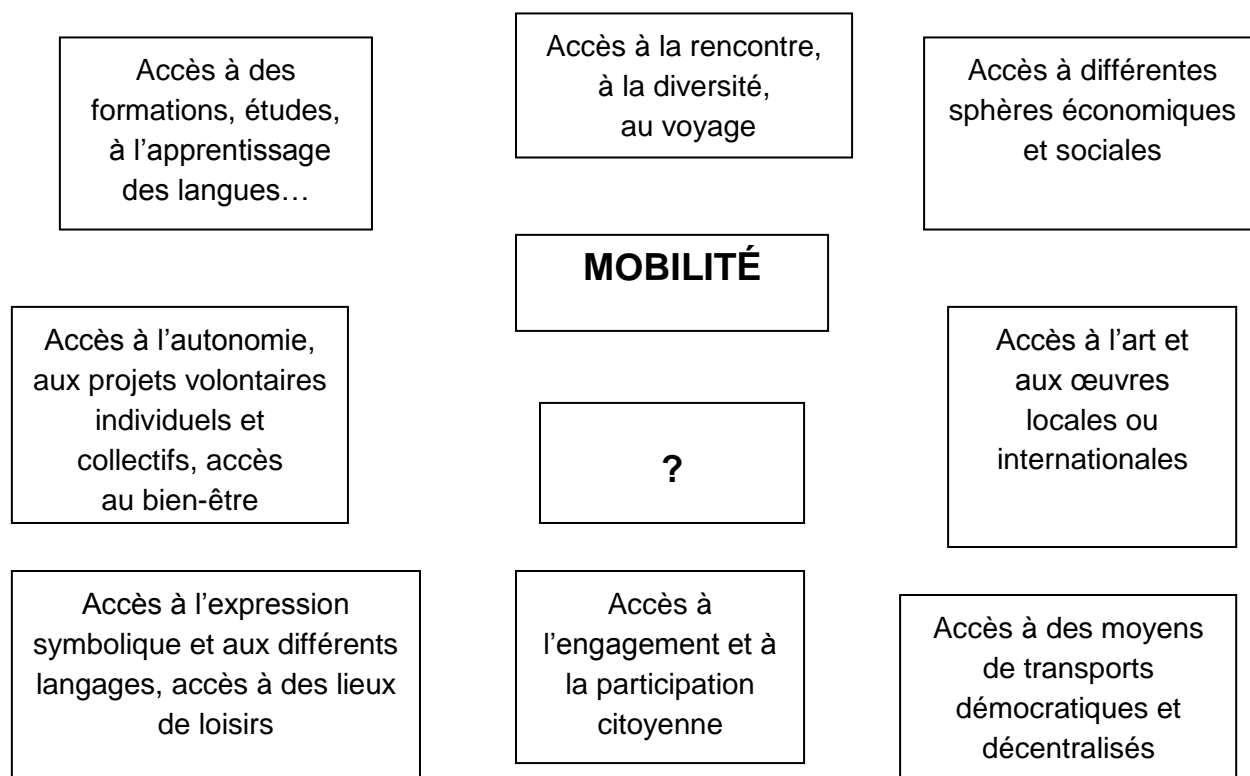 Accès à des
formations, études,
à l’apprentissage
des langues…
Accès à la rencontre,
à la diversité,
au voyage
Accès à différentes
sphères économiques
et sociales
MOBILITÉ
Accès à l’autonomie,
aux projets volontaires
individuels et
collectifs, accès
au bien-être
?
Accès à l’art et
aux œuvres
locales ou
internationales
Accès à l’expression
symbolique et aux différents
langages, accès à des lieux
de loisirs
Accès à
l’engagement et à
la participation
citoyenne
Accès à des moyens
de transports
démocratiques et
décentralisés